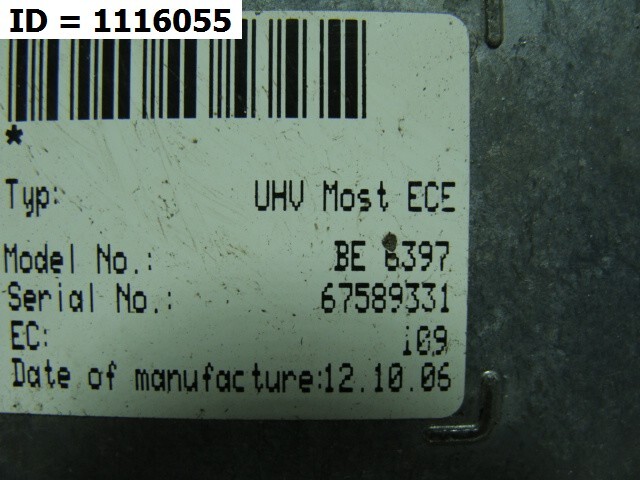 ID = 1116055
*
Typ: UHV Most ECE
Model No.: BE 6397
Serial No.: 67589331
EC: i09
Date of manufacture:12.10.06